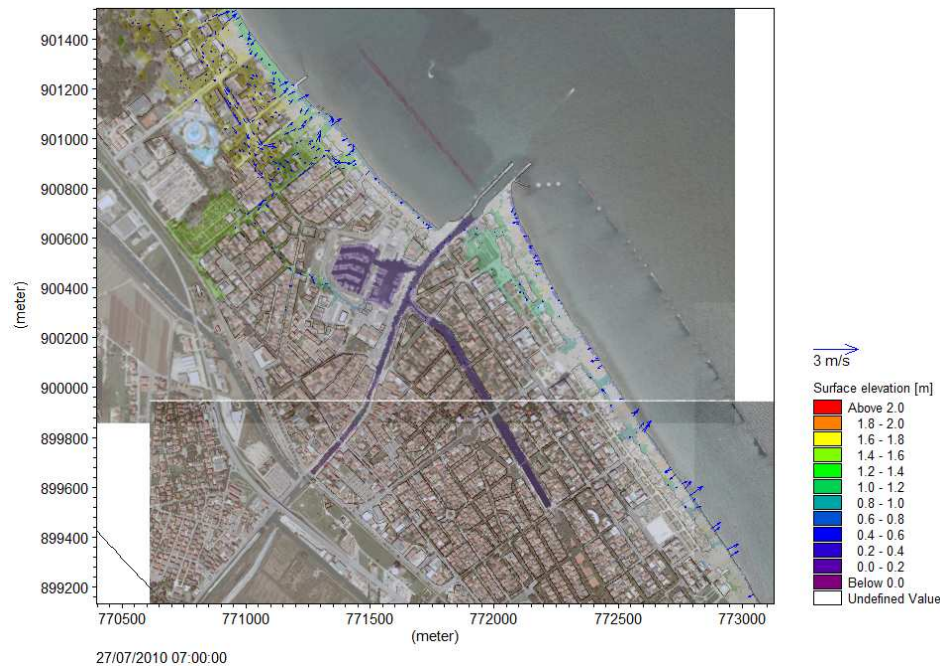 901400
901200
901000
900800
900600
900400
900200
900000
899800
899600
899400
899200
(meter)
770500
771000
771500
772000
772500
773000
(meter)
27/07/2010 07:00:00
3 m/s
Surface elevation [m]
Above 2.0
1.8 - 2.0
1.6 - 1.8
1.4 - 1.6
1.2 - 1.4
1.0 - 1.2
0.8 - 1.0
0.6 - 0.8
0.4 - 0.6
0.2 - 0.4
0.0 - 0.2
Below 0.0
Undefined Value